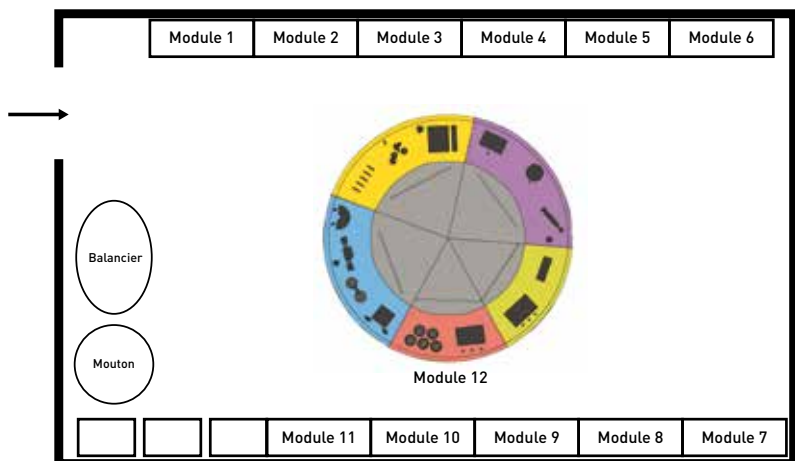 Module 1
Module 2
Module 3
Module 4
Module 5
Module 6
Balancier
Mouton
Module 12
Module 11
Module 10
Module 9
Module 8
Module 7